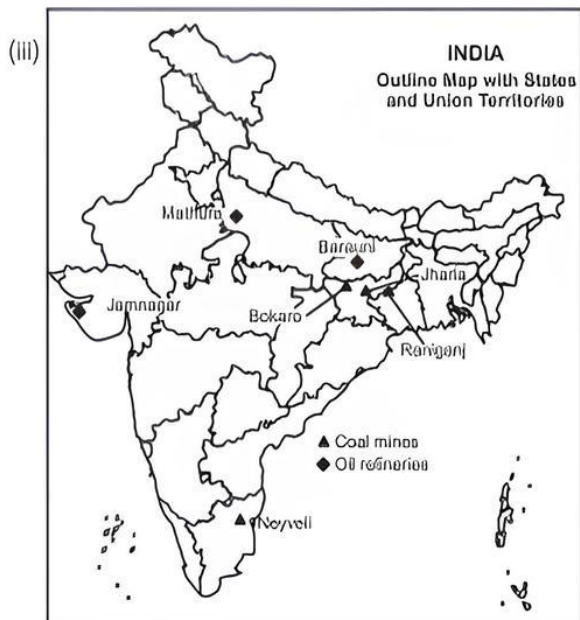 (iii)
INDIA
Outline Map with States
and Union Territories
Mathura
Barauni
Jharia
Jamnagar
Bokaro
Raniganj
Coal mines
Oil refineries
Neyveli